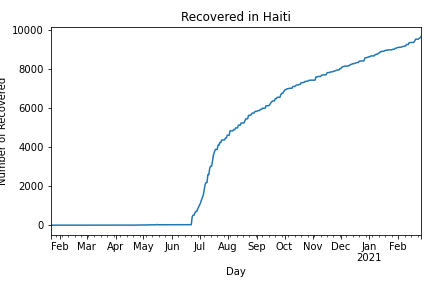 Recovered in Haiti
Number of Recovered
10000
8000
6000
4000
2000
0
Feb Mar Apr May Jun Jul Aug Sep Oct Nov Dec Jan Feb
2021
Day